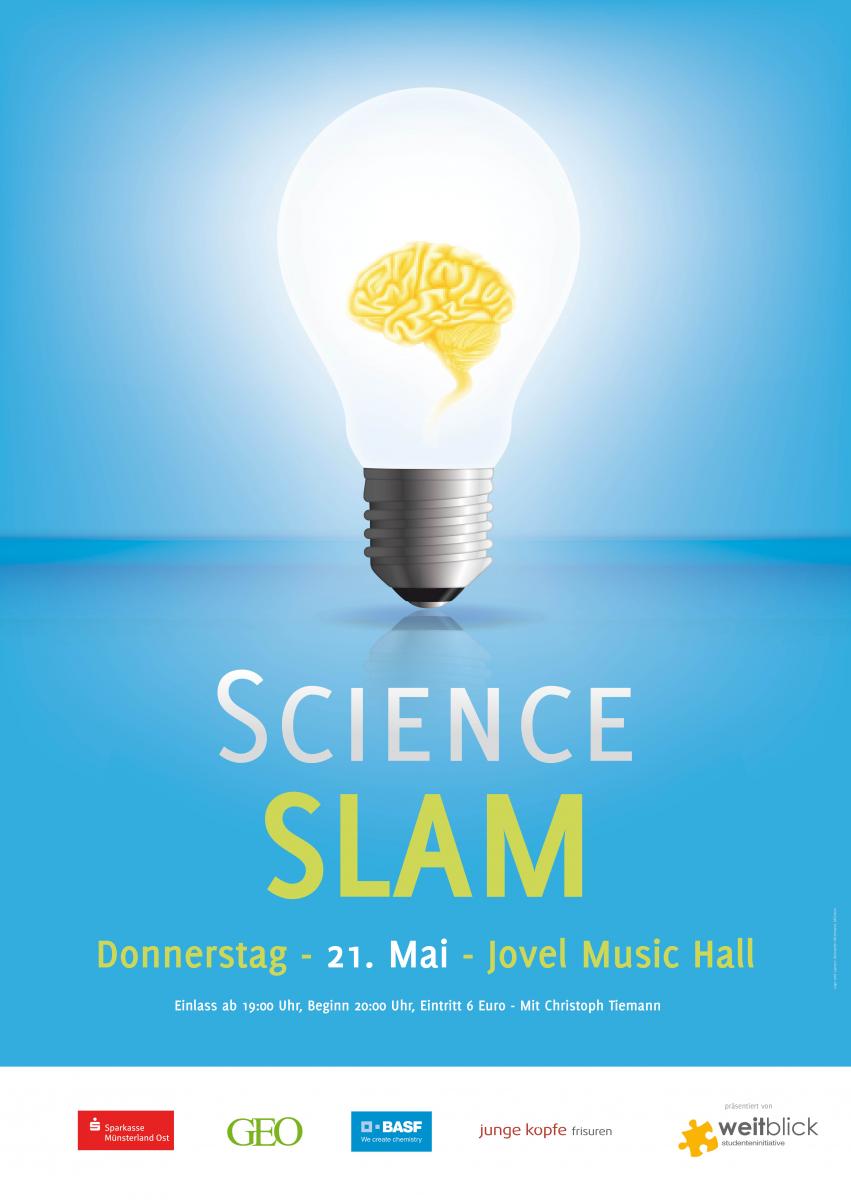 SCIENCE
SLAM
Donnerstag - 21. Mai - Jovel Music Hall
Einlass ab 19:00 Uhr, Beginn 20:00 Uhr, Eintritt 6 Euro - Mit Christoph Tiemann
Sparkasse
Münsterland Ost
GEO
BASF
We create chemistry
junge kopfe frisuren
präsentiert von
weitblick
studenteninitiative